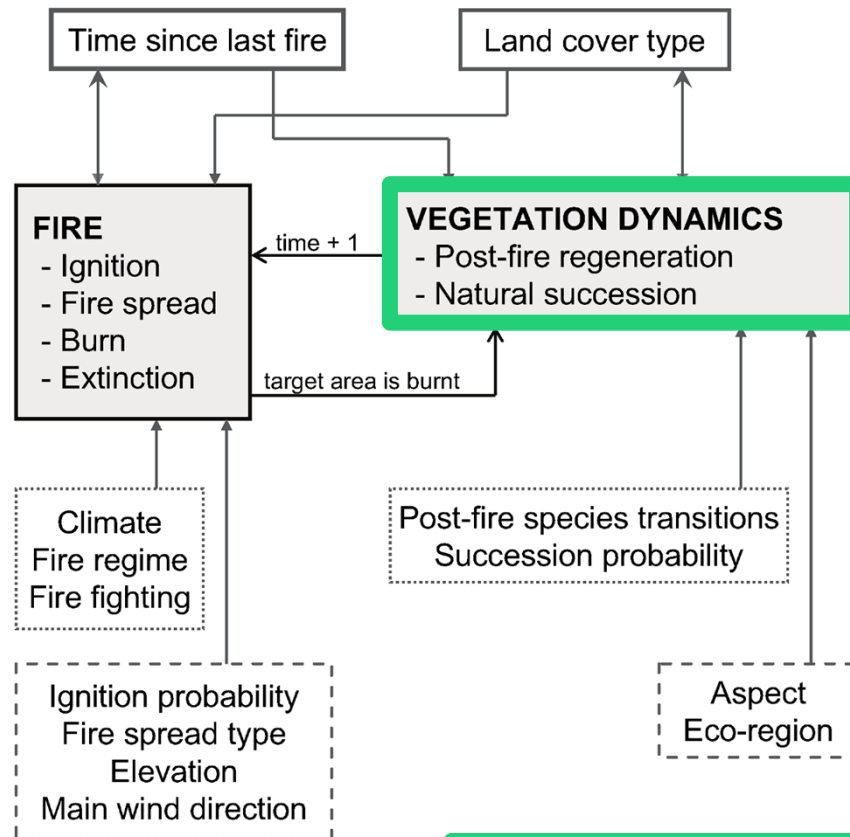 Time since last fire
Land cover type
FIRE
- Ignition
- Fire spread
- Burn
- Extinction
time + 1
VEGETATION DYNAMICS
- Post-fire regeneration
- Natural succession
target area is burnt
Climate
Fire regime
Fire fighting
Post-fire species transitions
Succession probability
Ignition probability
Fire spread type
Elevation
Main wind direction
Aspect
Eco-region